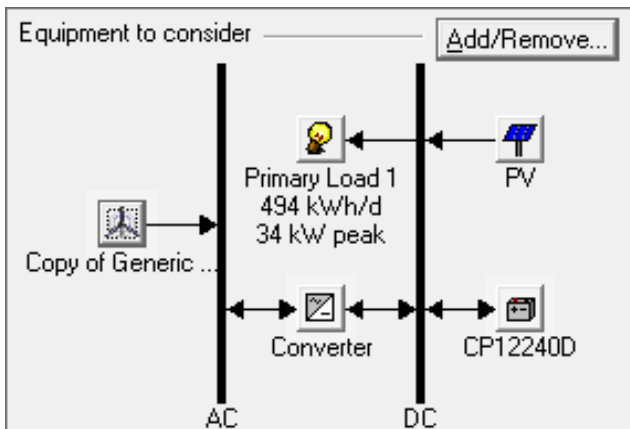 Equipment to consider
Add/Remove...
Primary Load 1
494 kWh/d
34 kW peak
PV
Copy of Generic ...
Converter
CP12240D
AC
DC